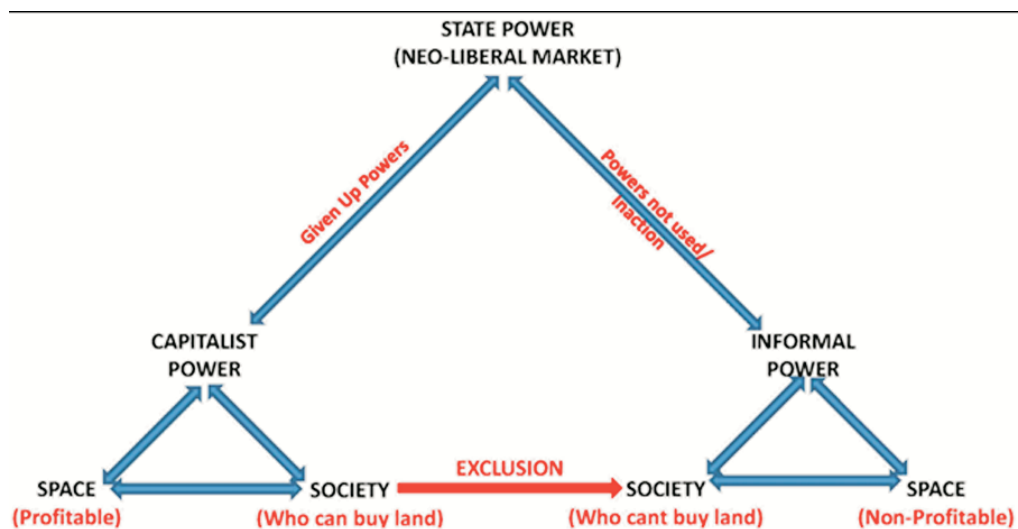 STATE POWER
(NEO-LIBERAL MARKET)
Given Up Powers
Powers not used/
Inaction
CAPITALIST
POWER
INFORMAL
POWER
EXCLUSION
SPACE
(Profitable)
SOCIETY
(Who can buy land)
SOCIETY
(Who cant buy land)
SPACE
(Non-Profitable)